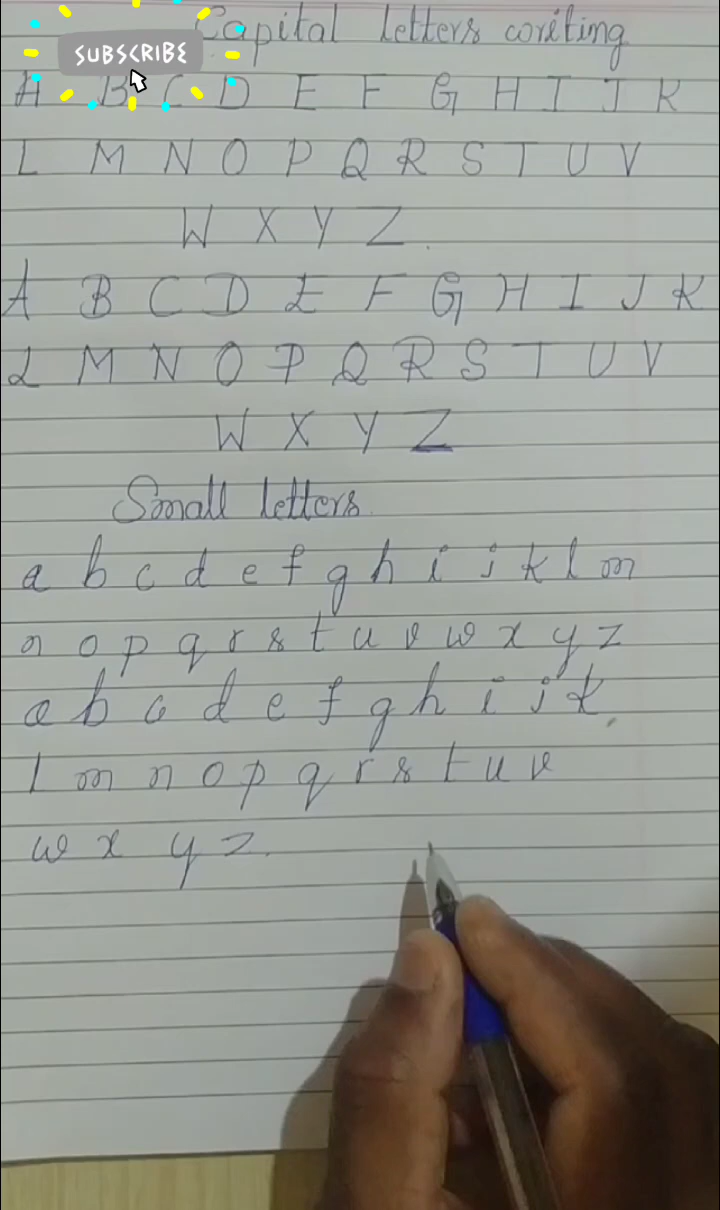 Capital letters writing
SUBSCRIBE
A B C D E F G H I J K
L M N O P Q R S T U V
W X Y Z.
A B C D E F G H I J K
L M N O P Q R S T U V
W X Y Z
Small letters
a b c d e f g h i j k l m
n o p q r s t u v w x y z
a b c d e f g h i j k,
l m n o p q r s t u v
w x y z.